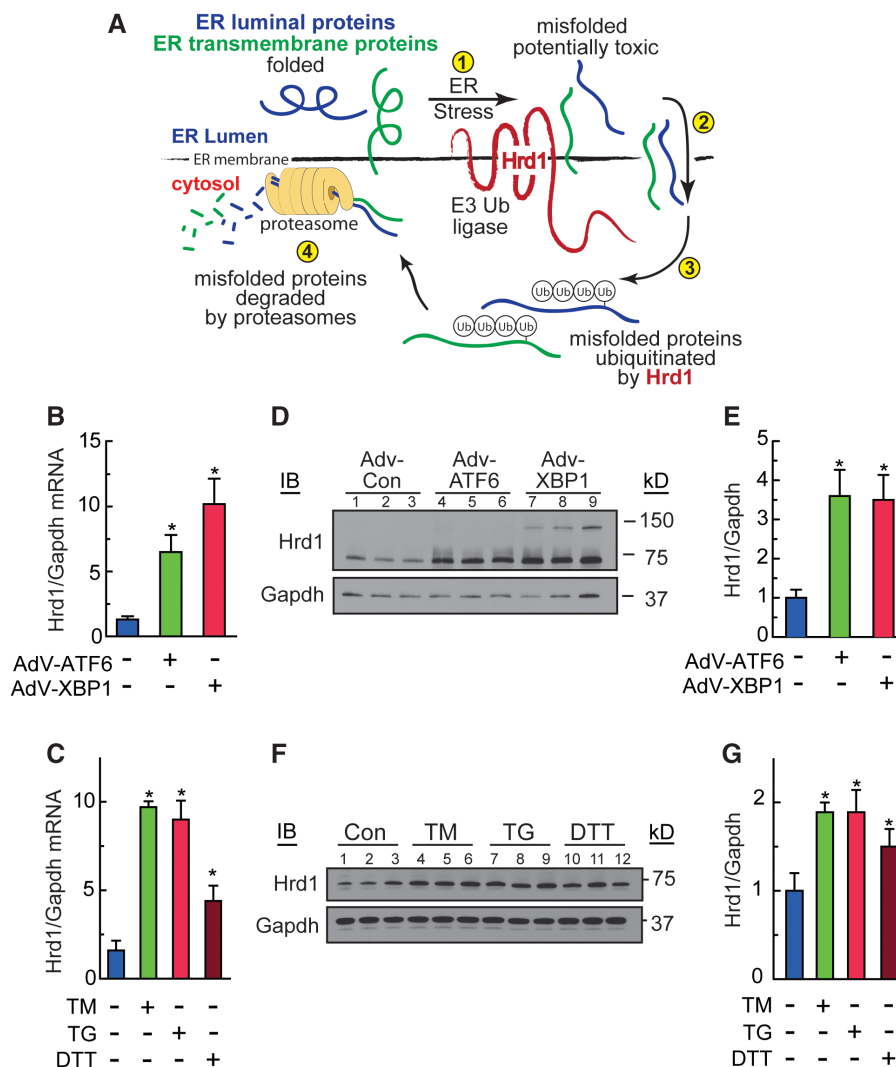 A
ER luminal proteins
ER transmembrane proteins
folded
1
ER
Stress
misfolded
potentially toxic
2
ER Lumen
ER membrane
cytosol
Hrd1
E3 Ub
ligase
proteasome
4
misfolded proteins
degraded
by proteasomes
3
Ub Ub Ub Ub
Ub Ub Ub Ub
misfolded proteins
ubiquitinated
by Hrd1
B
Hrd1/Gapdh mRNA
15
10
5
0
* *
AdV-ATF6 - + -
AdV-XBP1 - - +
D
IB
Adv-Con
Adv-ATF6
Adv-XBP1
kD
1 2 3 4 5 6 7 8 9
Hrd1
150
75
Gapdh
37
E
Hrd1/Gapdh
5
4
3
2
1
0
* *
AdV-ATF6 - + -
AdV-XBP1 - - +
C
Hrd1/Gapdh mRNA
10
5
0
* * *
TM - + - -
TG - - + -
DTT - - - +
F
IB
Con TM TG DTT
kD
1 2 3 4 5 6 7 8 9 10 11 12
Hrd1
75
Gapdh
37
G
Hrd1/Gapdh
2
1
0
* * *
TM - + - -
TG - - + -
DTT - - - +